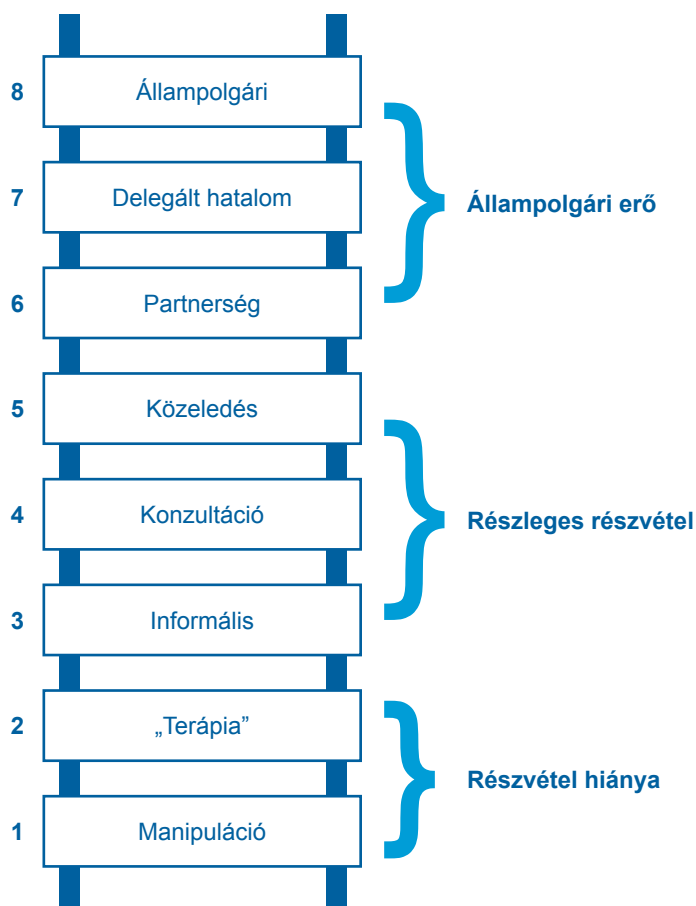 8 Állampolgári
7 Delegált hatalom
Állampolgári erő
6 Partnerség
5 Közeledés
4 Konzultáció
Részleges részvétel
3 Informális
2 „Terápia”
Részvétel hiánya
1 Manipuláció